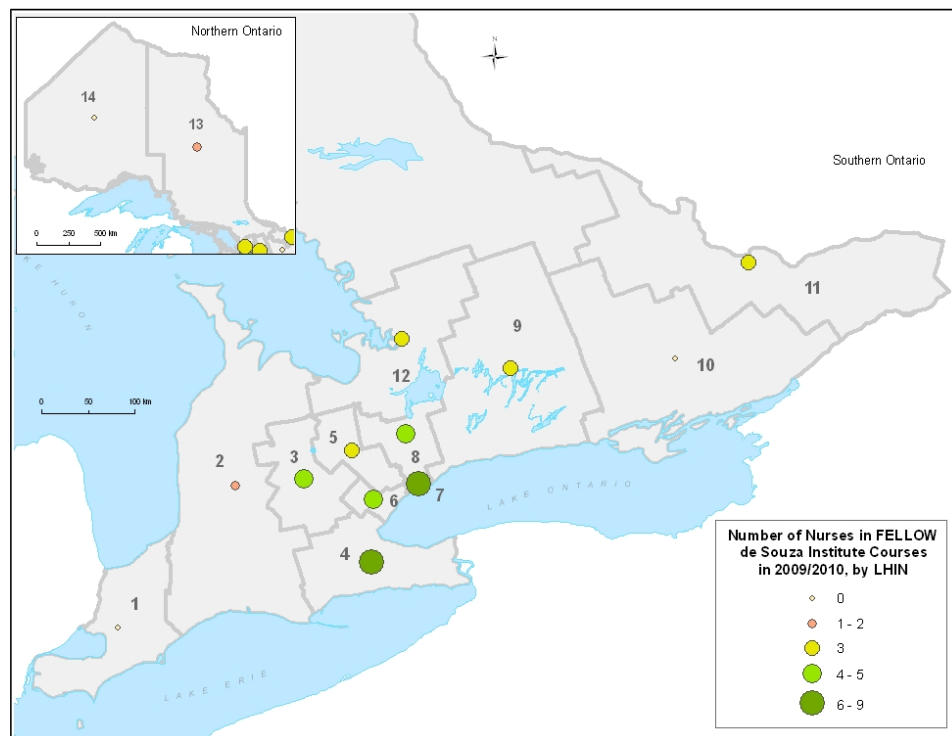 Northern Ontario
14
13
0 250 500 km
N
Southern Ontario
LAKE HURON
11
9
10
12
0 50 100 km
5
2
3
8
6
7
LAKE ONTARIO
4
1
LAKE ERIE
Number of Nurses in FELLOW
de Souza Institute Courses
in 2009/2010, by LHIN
0
1 - 2
3
4 - 5
6 - 9